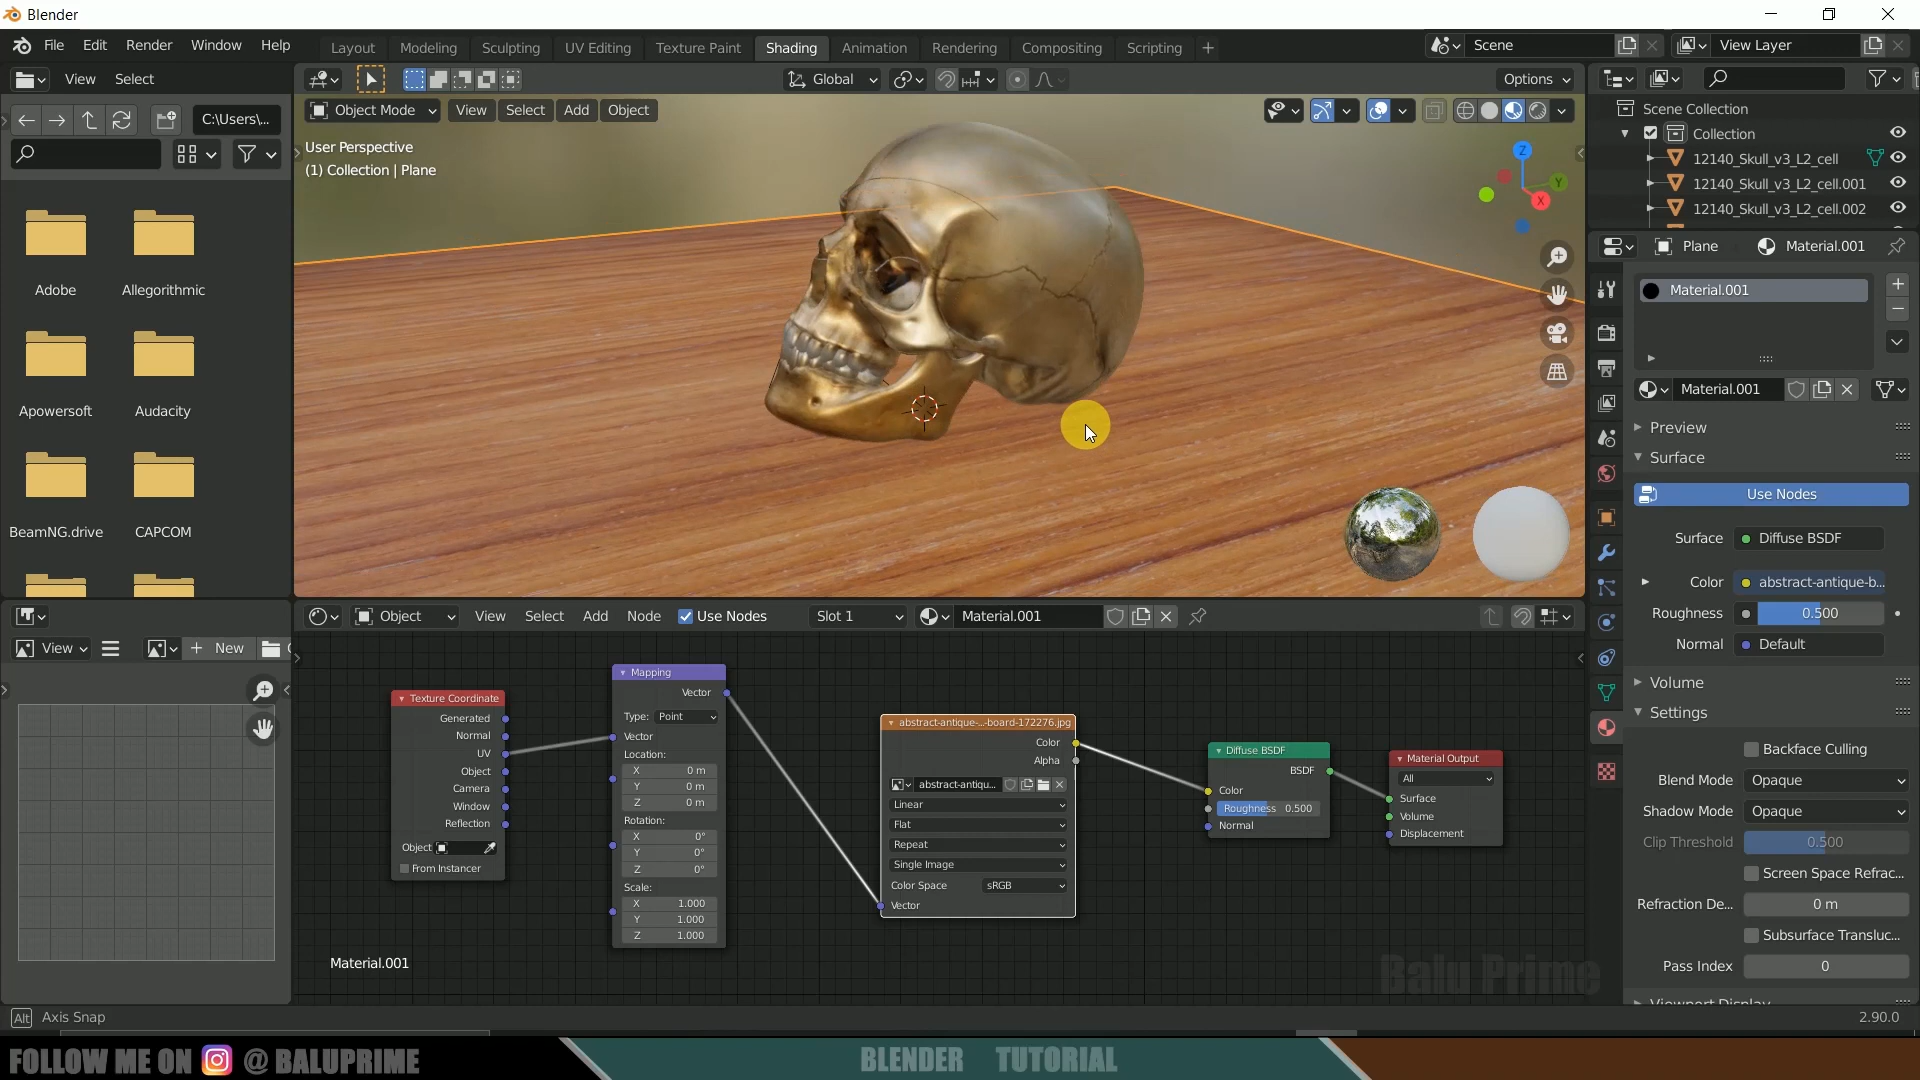 Blender
File Edit Render Window Help
Layout Modeling Sculpting UV Editing Texture Paint Shading Animation Rendering Compositing Scripting +
Scene
View Layer
View Select
Global
Options
C:\Users\...
Object Mode View Select Add Object
User Perspective
(1) Collection | Plane
Z
Y
X
Adobe
Allegorithmic
Apowersoft
Audacity
BeamNG.drive
CAPCOM
Scene Collection
Collection
12140_Skull_v3_L2_cell
12140_Skull_v3_L2_cell.001
12140_Skull_v3_L2_cell.002
Plane
Material.001
Material.001
Material.001
Preview
Surface
Use Nodes
Surface Diffuse BSDF
Color abstract-antique-b...
Roughness 0.500
Normal Default
Volume
Settings
Backface Culling
Blend Mode Opaque
Shadow Mode Opaque
Clip Threshold 0.500
Screen Space Refrac...
Refraction De... 0 m
Subsurface Transluc...
Pass Index 0
Viewport Display
View
New
Object View Select Add Node Use Nodes Slot 1 Material.001
Texture Coordinate
Generated
Normal
UV
Object
Camera
Window
Reflection
Object
From Instancer
Mapping
Vector
Type: Point
Vector
Location:
X 0 m
Y 0 m
Z 0 m
Rotation:
X 0°
Y 0°
Z 0°
Scale:
X 1.000
Y 1.000
Z 1.000
abstract-antique-...-board-172276.jpg
Color
Alpha
abstract-antiqu...
Linear
Flat
Repeat
Single Image
Color Space sRGB
Vector
Diffuse BSDF
BSDF
Color
Roughness 0.500
Normal
Material Output
All
Surface
Volume
Displacement
Material.001
Balu Prime
Alt Axis Snap
2.90.0
FOLLOW ME ON @ BALUPRIME
BLENDER TUTORIAL